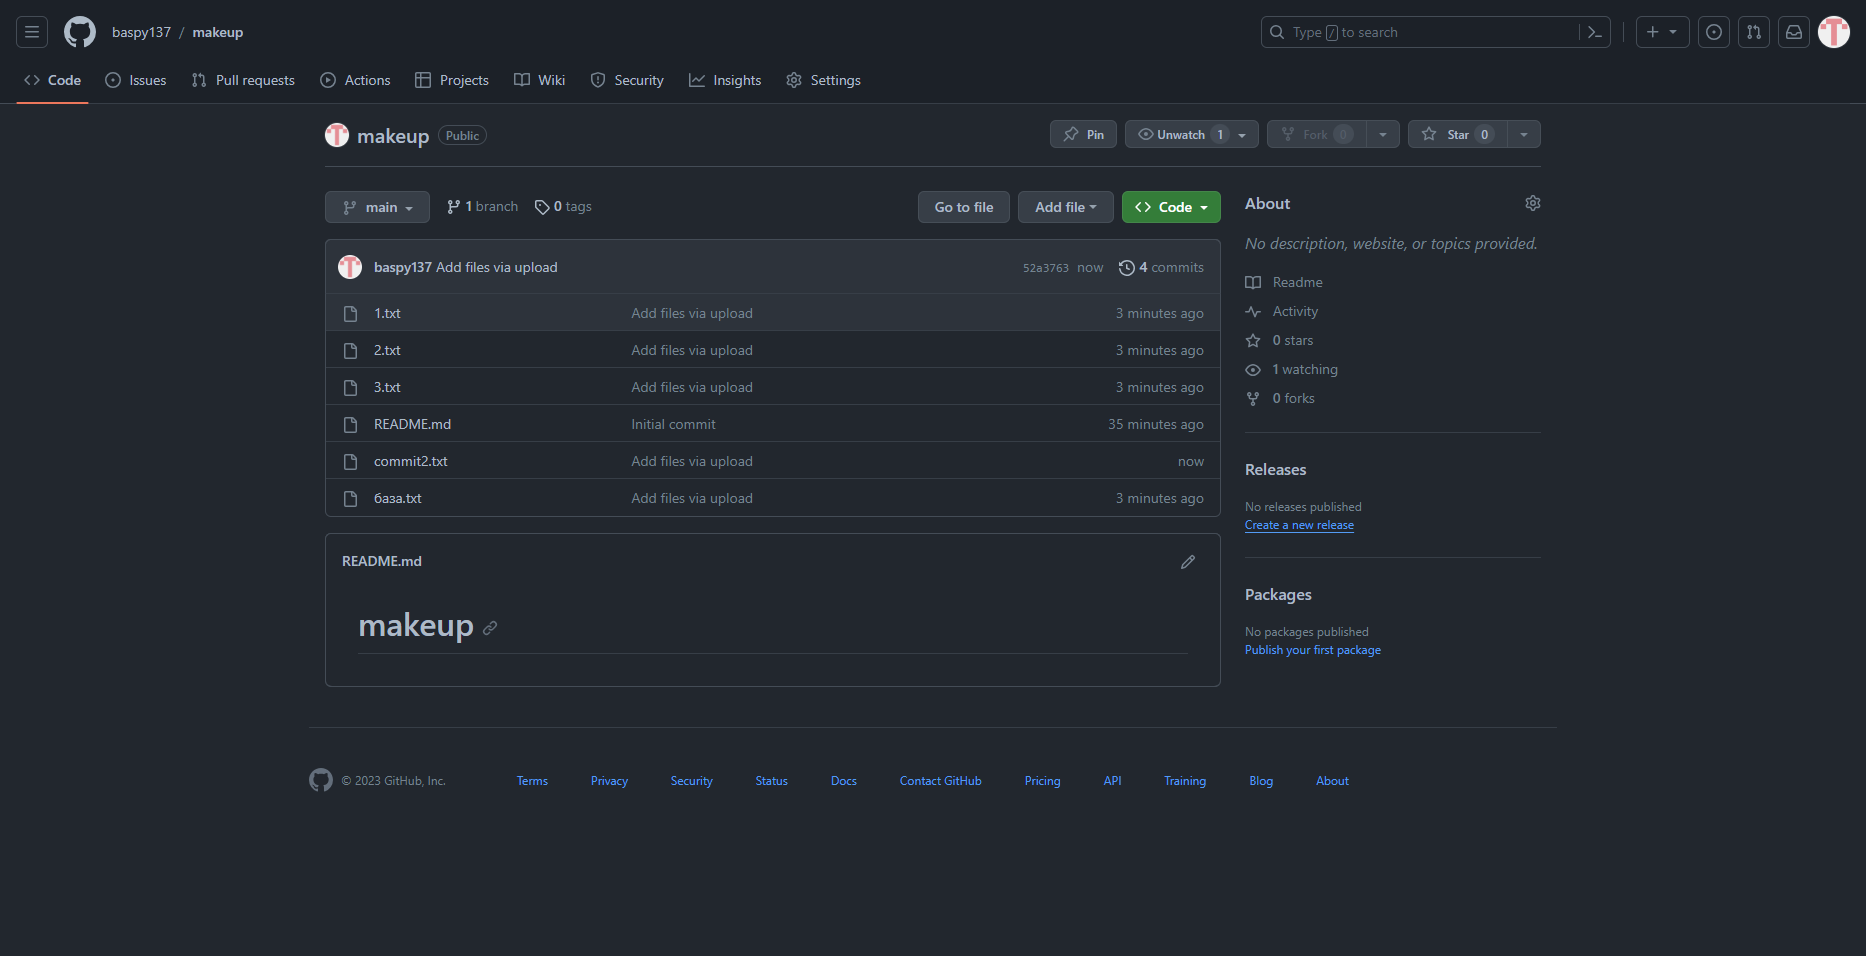 baspy137 / makeup
Type / to search
Code Issues Pull requests Actions Projects Wiki Security Insights Settings
makeup Public
Pin Unwatch 1 Fork 0 Star 0
main 1 branch 0 tags Go to file Add file Code
baspy137 Add files via upload 52a3763 now 4 commits
1.txt Add files via upload 3 minutes ago
2.txt Add files via upload 3 minutes ago
3.txt Add files via upload 3 minutes ago
README.md Initial commit 35 minutes ago
commit2.txt Add files via upload now
база.txt Add files via upload 3 minutes ago
README.md
makeup
About
No description, website, or topics provided.
Readme
Activity
0 stars
1 watching
0 forks
Releases
No releases published
Create a new release
Packages
No packages published
Publish your first package
© 2023 GitHub, Inc. Terms Privacy Security Status Docs Contact GitHub Pricing API Training Blog About